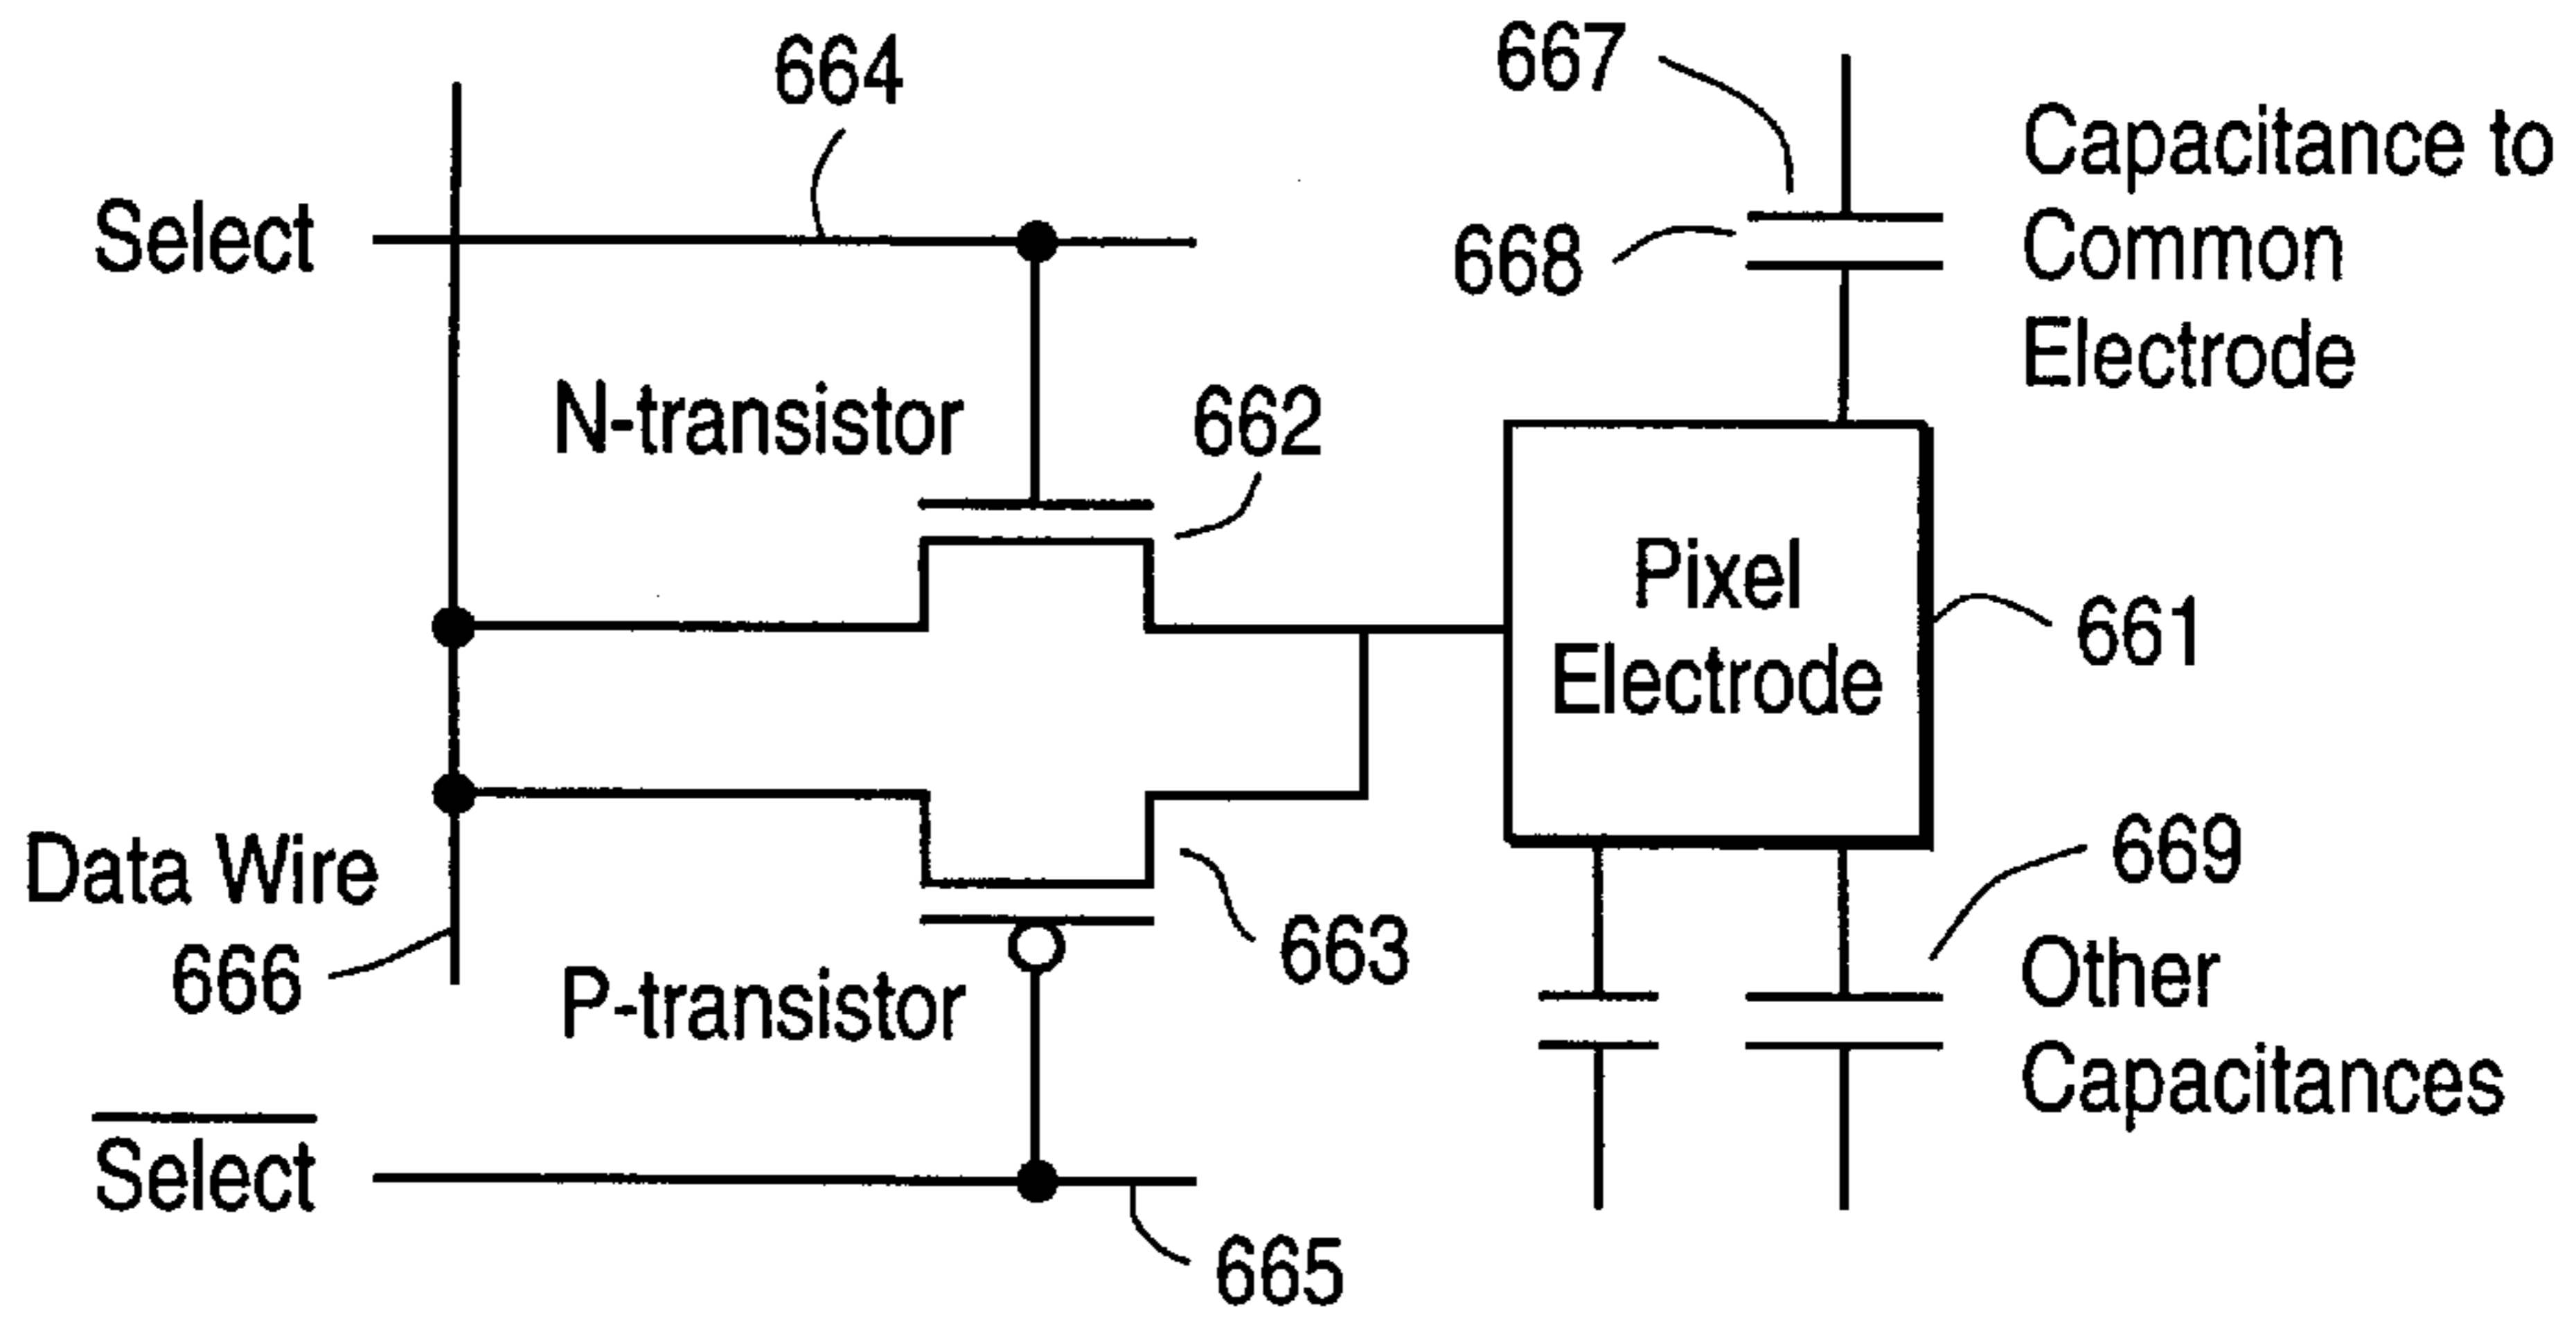 664
667
Capacitance to
Common
Electrode
Select
668
N-transistor
662
Pixel
Electrode
661
Data Wire
666
669
Other
Capacitances
663
P-transistor
S̅e̅l̅e̅c̅t̅
665